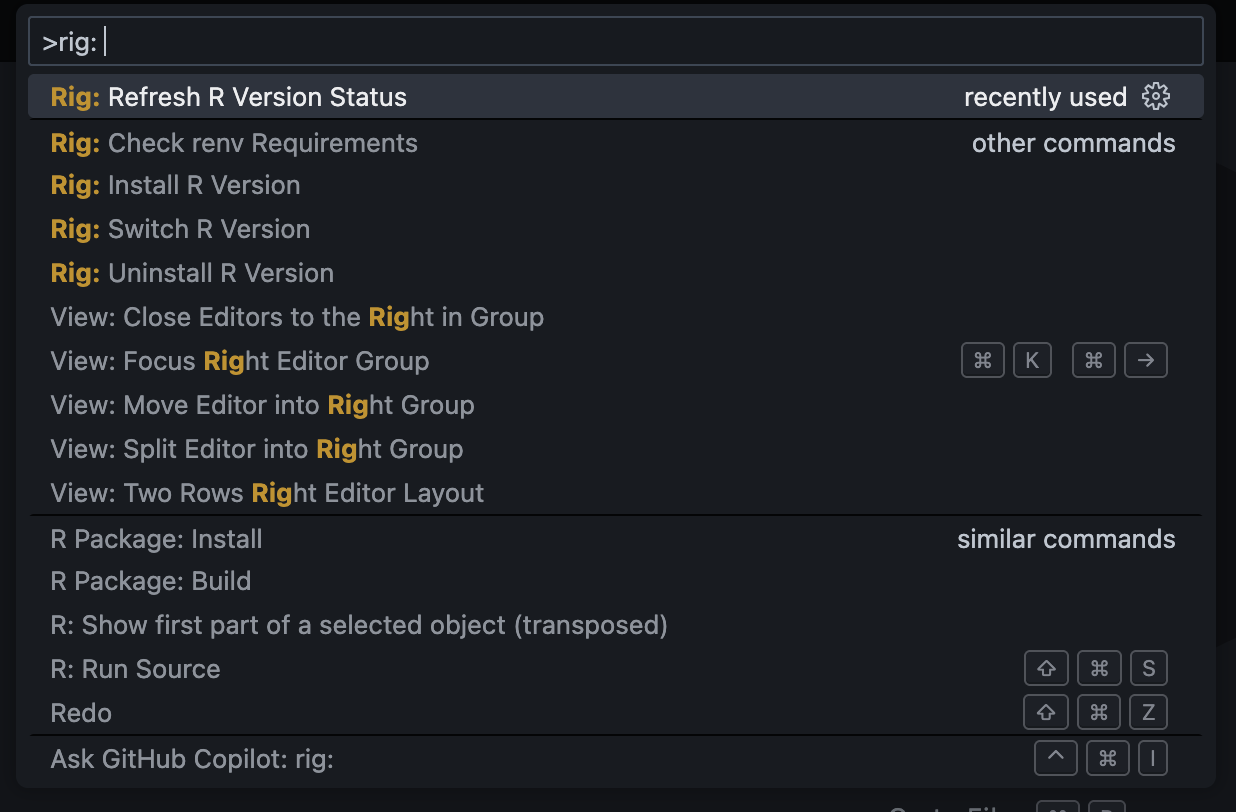 >rig:
Rig: Refresh R Version Status recently used
Rig: Check renv Requirements other commands
Rig: Install R Version
Rig: Switch R Version
Rig: Uninstall R Version
View: Close Editors to the Right in Group
View: Focus Right Editor Group ⌘ K ⌘ →
View: Move Editor into Right Group
View: Split Editor into Right Group
View: Two Rows Right Editor Layout
R Package: Install similar commands
R Package: Build
R: Show first part of a selected object (transposed)
R: Run Source ⇧ ⌘ S
Redo ⇧ ⌘ Z
Ask GitHub Copilot: rig: ^ ⌘ I